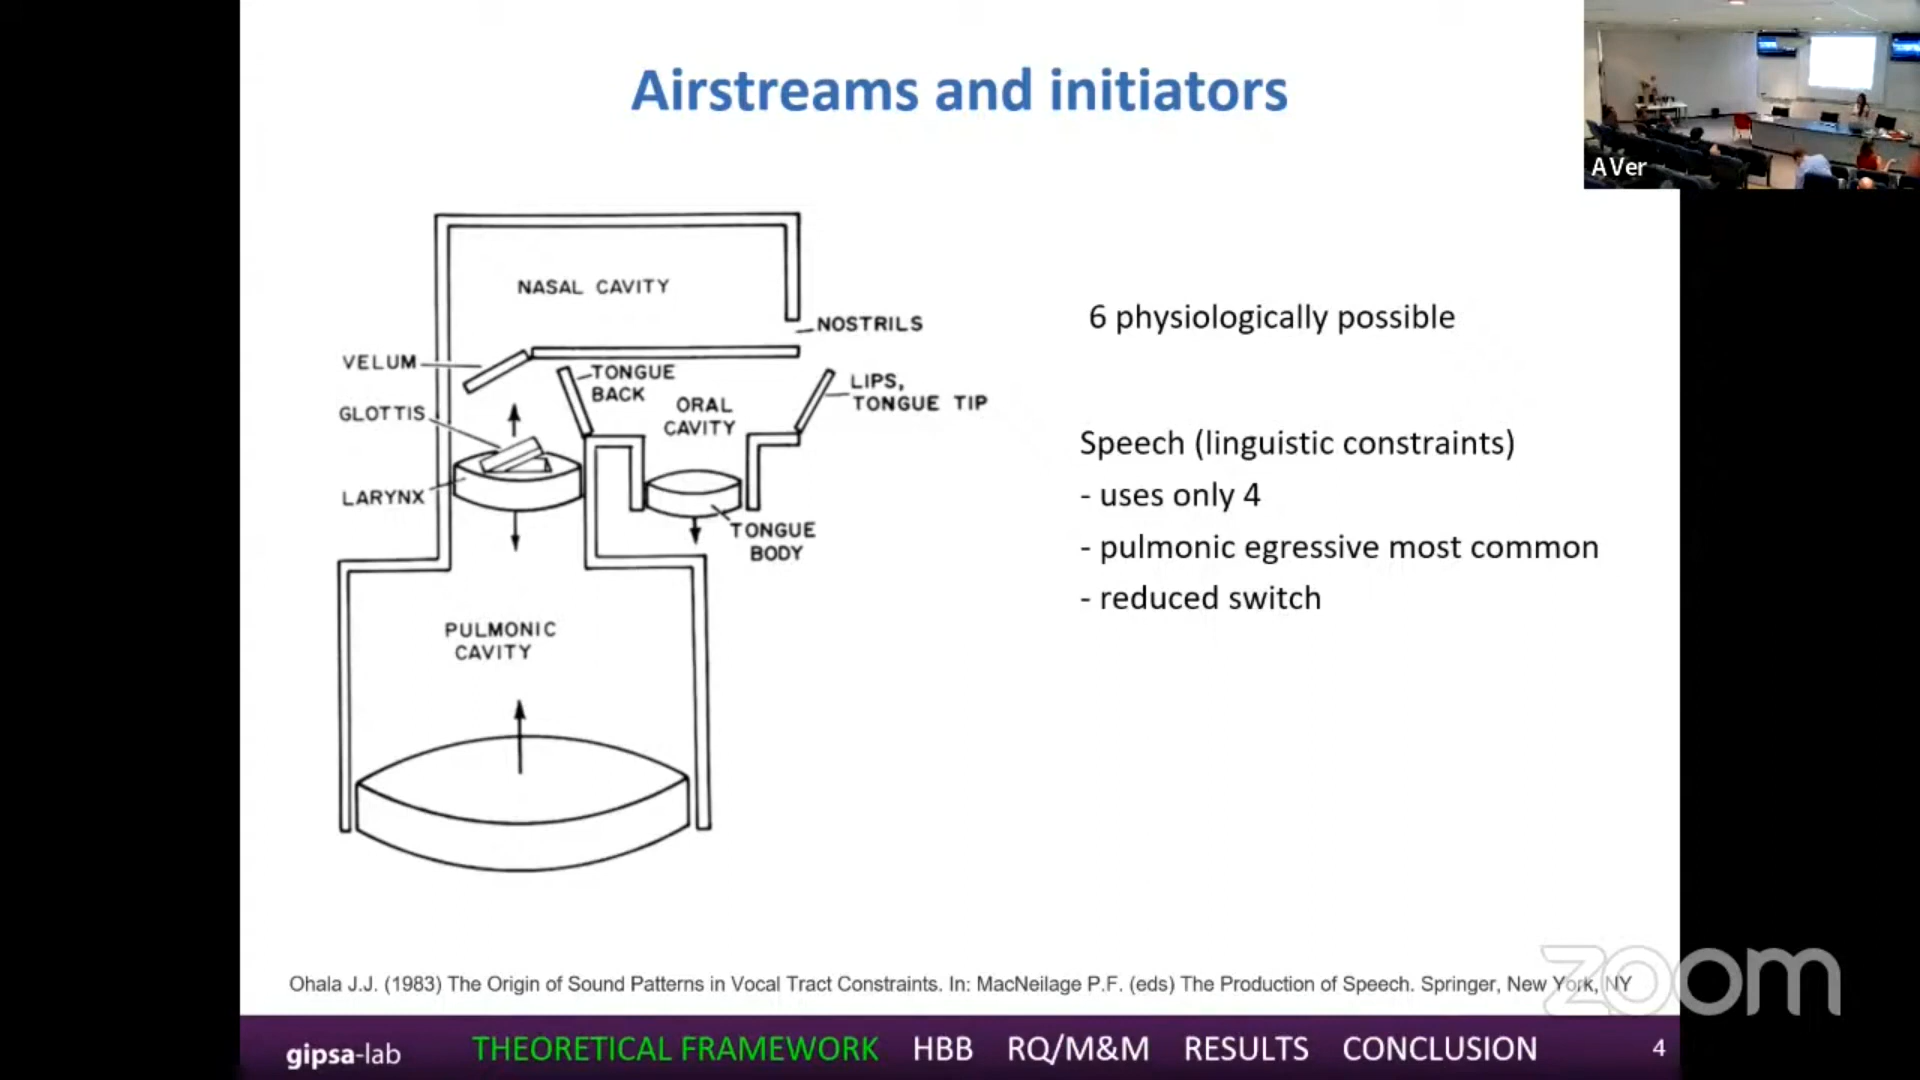 Airstreams and initiators
A Ver
NASAL CAVITY
NOSTRILS
VELUM
TONGUE
BACK
LIPS,
TONGUE TIP
GLOTTIS
ORAL
CAVITY
LARYNX
TONGUE
BODY
PULMONIC
CAVITY
6 physiologically possible
Speech (linguistic constraints)
- uses only 4
- pulmonic egressive most common
- reduced switch
Ohala J.J. (1983) The Origin of Sound Patterns in Vocal Tract Constraints. In: MacNeilage P.F. (eds) The Production of Speech. Springer, New York, NY
zoom
gipsa-lab THEORETICAL FRAMEWORK HBB RQ/M&M RESULTS CONCLUSION 4